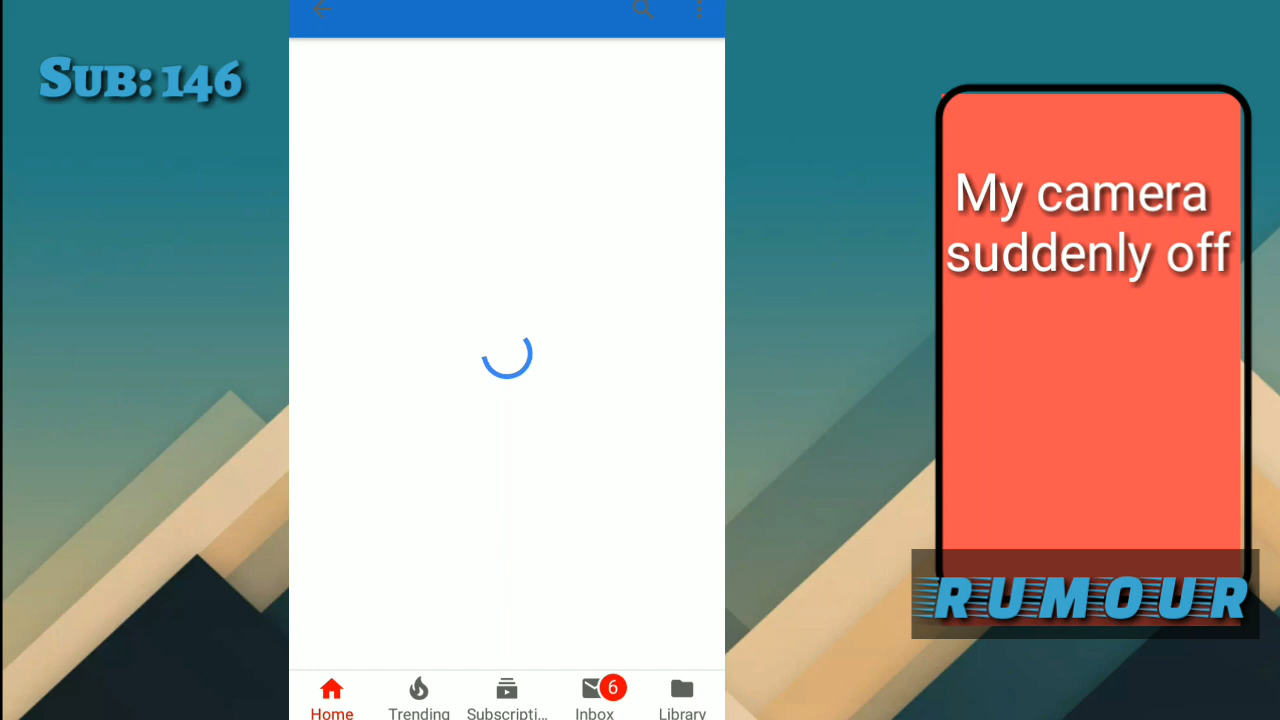 Sub: 146
My camera
suddenly off
RUMOUR
6
Home
Trending
Subscripti...
Inbox
Library